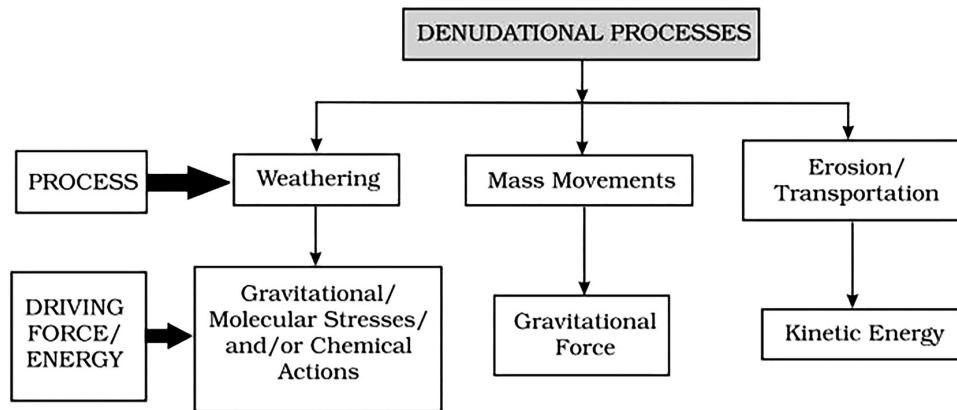 DENUDATIONAL PROCESSES
PROCESS
Weathering
Mass Movements
Erosion/
Transportation
DRIVING
FORCE/
ENERGY
Gravitational/
Molecular Stresses/
and/or Chemical
Actions
Gravitational
Force
Kinetic Energy